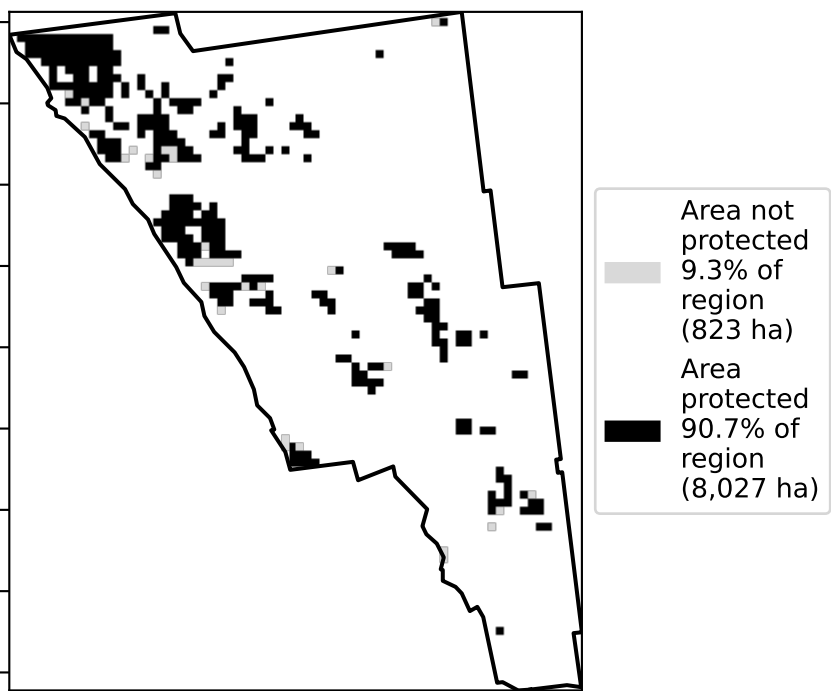 Area not
protected
9.3% of
region
(823 ha)
Area
protected
90.7% of
region
(8,027 ha)